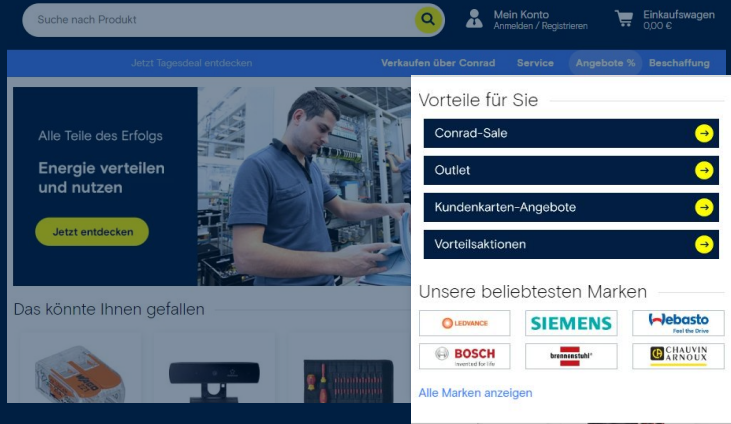 Suche nach Produkt
Mein Konto
Anmelden / Registrieren
Einkaufswagen
0,00 €
Jetzt Tagesdeal entdecken
Verkaufen über Conrad
Service
Angebote %
Beschaffung
Alle Teile des Erfolgs
Energie verteilen
und nutzen
Jetzt entdecken
Das könnte Ihnen gefallen
Vorteile für Sie
Conrad-Sale
Outlet
Kundenkarten-Angebote
Vorteilsaktionen
Unsere beliebtesten Marken
LEDVANCE
SIEMENS
Webasto
Feel the Drive
BOSCH
Invented for life
brennenstuhl®
CHAUVIN
ARNOUX
Alle Marken anzeigen